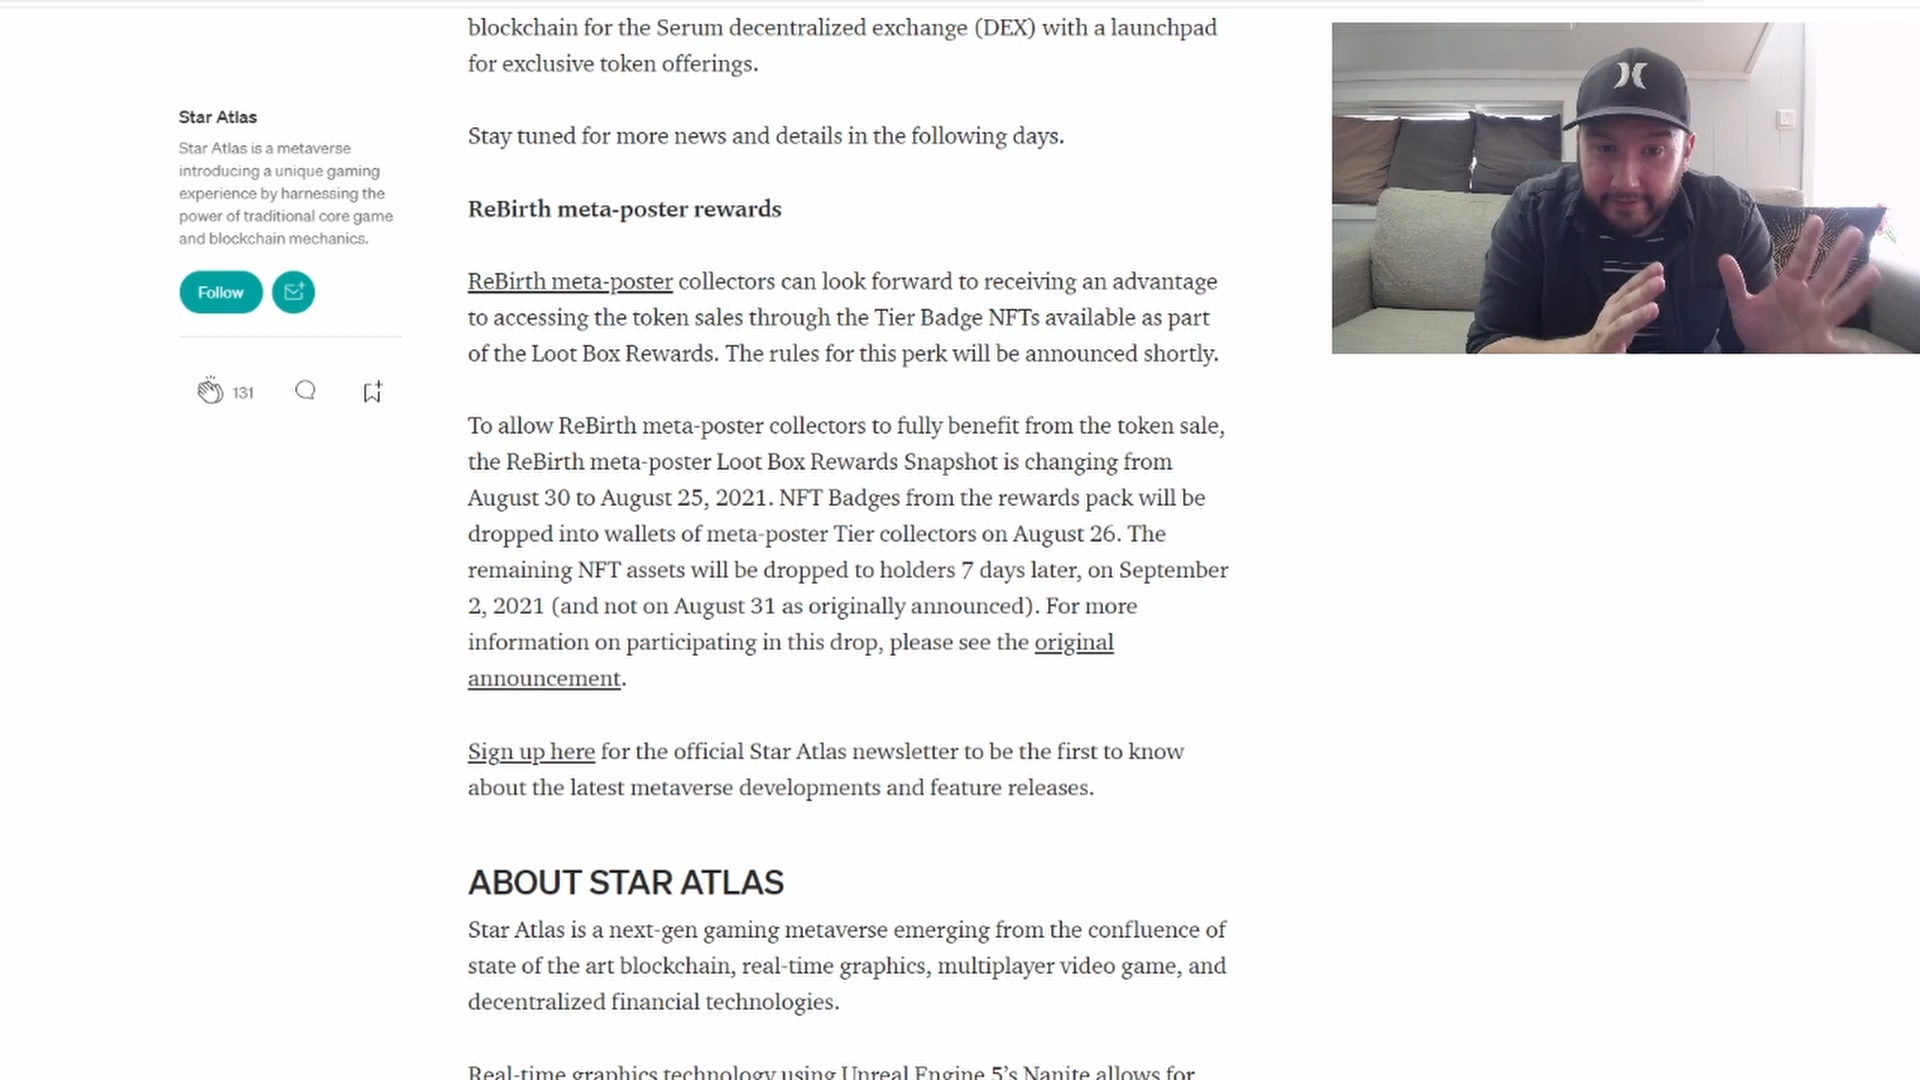 blockchain for the Serum decentralized exchange (DEX) with a launchpad
for exclusive token offerings.
Star Atlas
Star Atlas is a metaverse
introducing a unique gaming
experience by harnessing the
power of traditional core game
and blockchain mechanics.
Follow
131
Stay tuned for more news and details in the following days.
ReBirth meta-poster rewards
ReBirth meta-poster collectors can look forward to receiving an advantage
to accessing the token sales through the Tier Badge NFTs available as part
of the Loot Box Rewards. The rules for this perk will be announced shortly.
To allow ReBirth meta-poster collectors to fully benefit from the token sale,
the ReBirth meta-poster Loot Box Rewards Snapshot is changing from
August 30 to August 25, 2021. NFT Badges from the rewards pack will be
dropped into wallets of meta-poster Tier collectors on August 26. The
remaining NFT assets will be dropped to holders 7 days later, on September
2, 2021 (and not on August 31 as originally announced). For more
information on participating in this drop, please see the original
announcement.
Sign up here for the official Star Atlas newsletter to be the first to know
about the latest metaverse developments and feature releases.
ABOUT STAR ATLAS
Star Atlas is a next-gen gaming metaverse emerging from the confluence of
state of the art blockchain, real-time graphics, multiplayer video game, and
decentralized financial technologies.
Real-time graphics technology using Unreal Engine 5's Nanite allows for